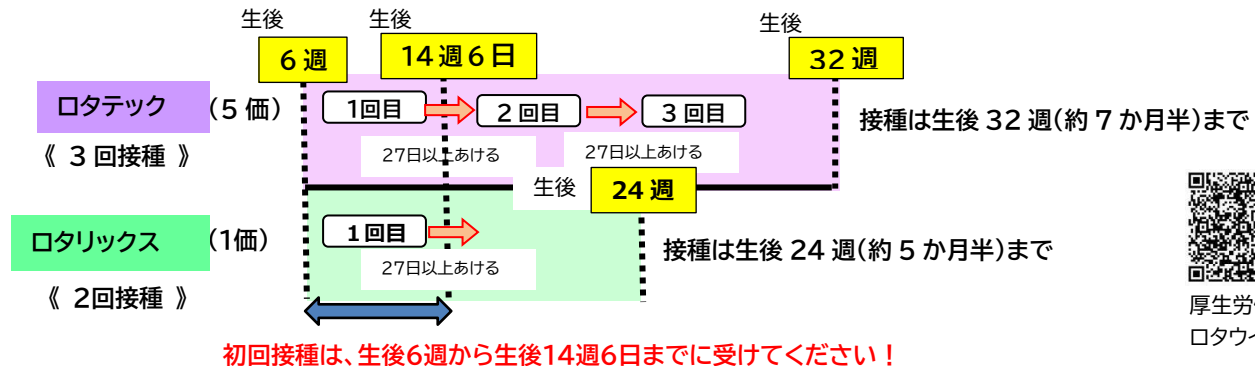 生後
生後
生後
6週
14週6日
32週
ロタテック
(5価)
1回目
2回目
3回目
接種は生後32週(約7か月半)まで
《 3回接種 》
27日以上あける
27日以上あける
生後
24週
ロタリックス
(1価)
1回目
接種は生後24週(約5か月半)まで
27日以上あける
《 2回接種 》
厚生労
ロタウイ
初回接種は、生後6週から生後14週6日までに受けてください!